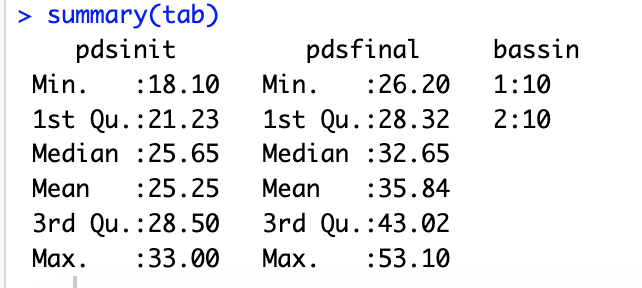 > summary(tab)
    pdsinit         pdsfinal     bassin
 Min.   :18.10   Min.   :26.20   1:10
 1st Qu.:21.23   1st Qu.:28.32   2:10
 Median :25.65   Median :32.65
 Mean   :25.25   Mean   :35.84
 3rd Qu.:28.50   3rd Qu.:43.02
 Max.   :33.00   Max.   :53.10